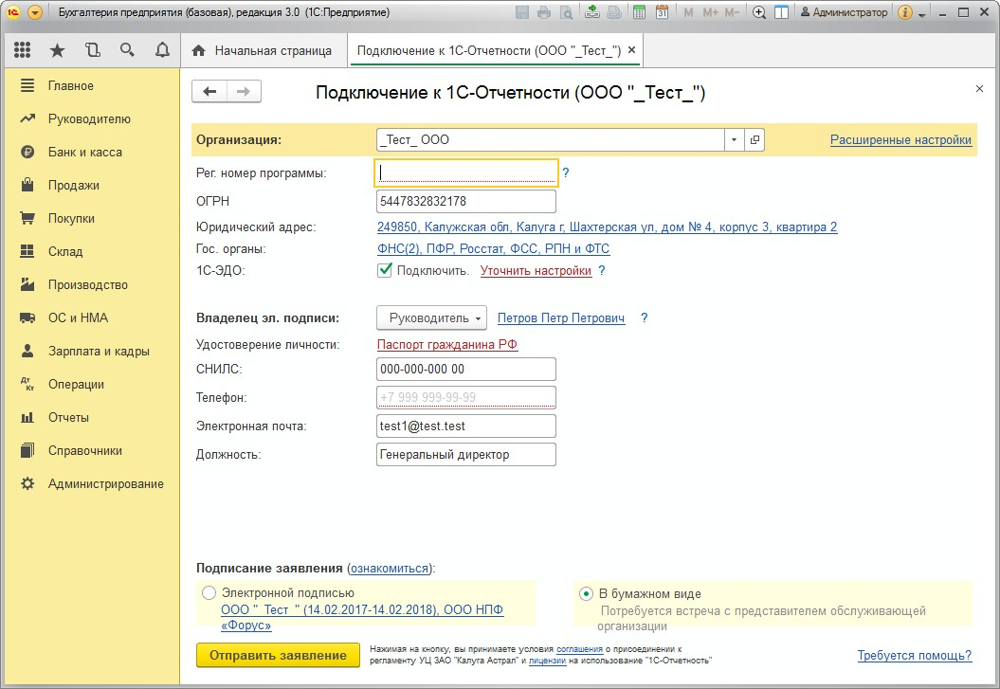 Бухгалтерия предприятия (базовая), редакция 3.0 (1С:Предприятие)
M M+ M- Администратор
Начальная страница
Подключение к 1С-Отчетности (ООО "_Тест_") ×
Главное
Руководителю
Банк и касса
Продажи
Покупки
Склад
Производство
ОС и НМА
Зарплата и кадры
Операции
Отчеты
Справочники
Администрирование
Подключение к 1С-Отчетности (ООО "_Тест_")
Организация: _Тест_ ООО Расширенные настройки
Рег. номер программы: ?
ОГРН 5447832832178
Юридический адрес: 249850, Калужская обл, Калуга г, Шахтерская ул, дом № 4, корпус 3, квартира 2
Гос. органы: ФНС(2), ПФР, Росстат, ФСС, РПН и ФТС
1С-ЭДО: Подключить. Уточнить настройки ?
Владелец эл. подписи: Руководитель Петров Петр Петрович ?
Удостоверение личности: Паспорт гражданина РФ
СНИЛС: 000-000-000 00
Телефон: +7 999 999-99-99
Электронная почта: test1@test.test
Должность: Генеральный директор
Подписание заявления (ознакомиться):
Электронной подписью
ООО "_Тест_" (14.02.2017-14.02.2018), ООО НПФ
«Форус»
В бумажном виде
Потребуется встреча с представителем обслуживающей
организации
Отправить заявление
Нажимая на кнопку, вы принимаете условия соглашения о присоединении к
регламенту УЦ ЗАО "Калуга Астрал" и лицензии на использование "1С-Отчетность"
Требуется помощь?